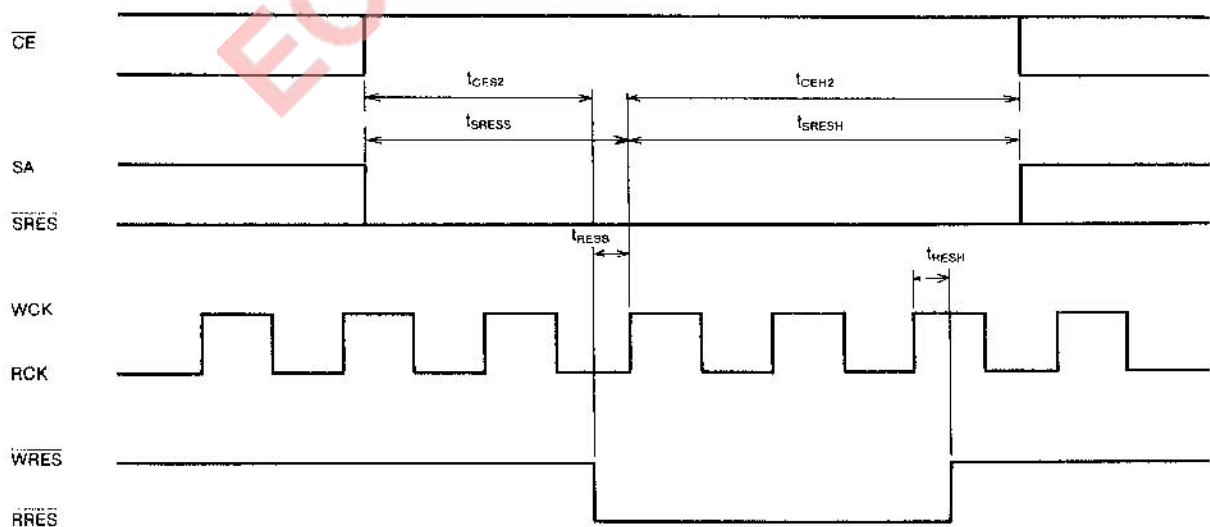 CE
tCES2
tCEH2
tSRESS
tSRESH
SA
SRES
tRESS
tRESH
WCK
RCK
WRES
RRES